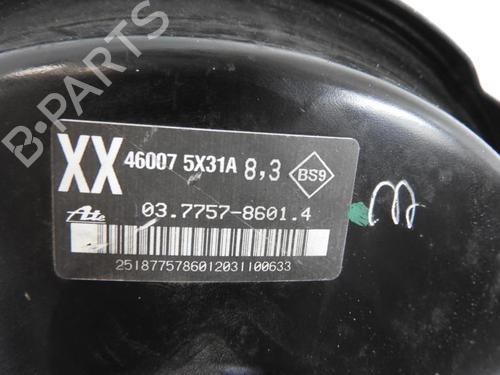 B-PARTS
XX 46007 5X31A 8,3 BS9
Ate 03.7757-8601.4
25187757860120311​00633